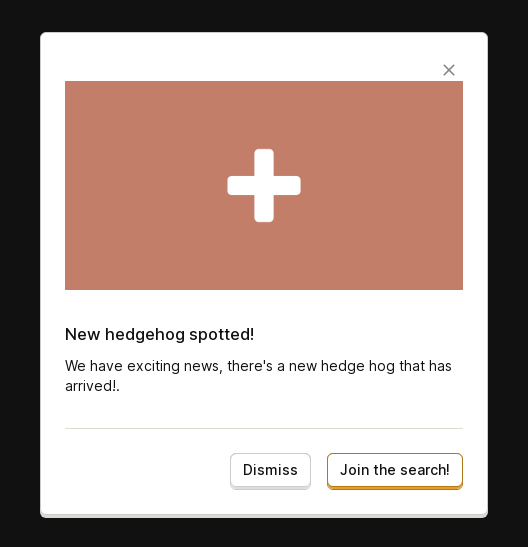 New hedgehog spotted!
We have exciting news, there's a new hedge hog that has
arrived!.
Dismiss
Join the search!